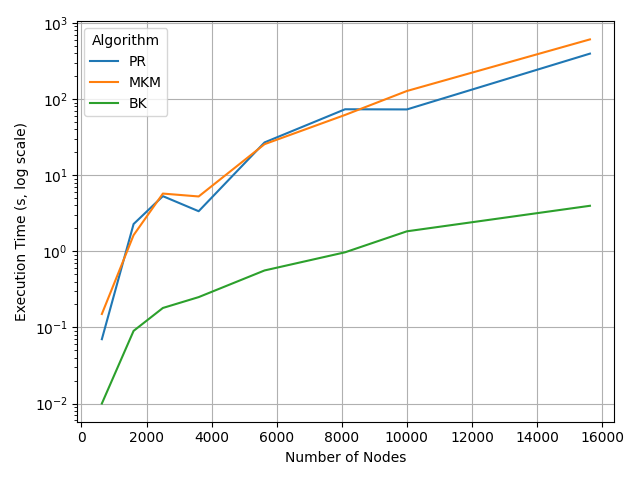 Algorithm
PR
MKM
BK
Execution Time (s, log scale)
10³
10²
10¹
10⁰
10⁻¹
10⁻²
0 2000 4000 6000 8000 10000 12000 14000 16000
Number of Nodes